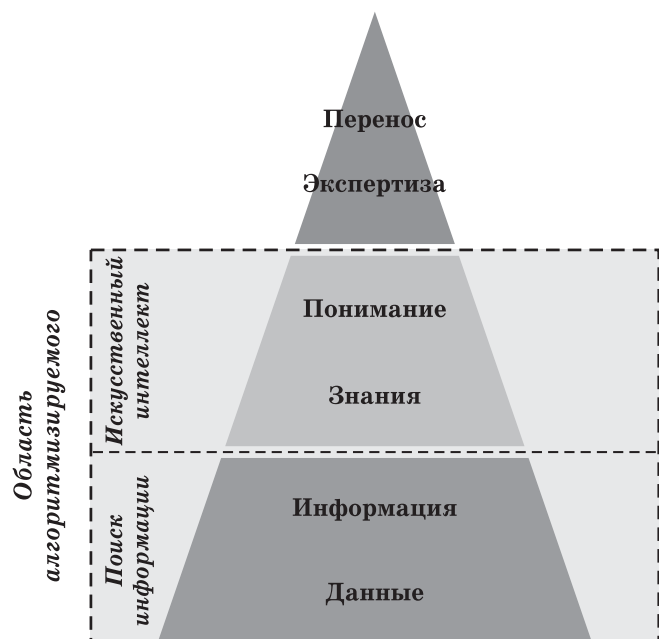 Перенос
Экспертиза
Понимание
Знания
Информация
Данные
Искусственный
интеллект
Поиск
информации
Область
алгоритмизируемого